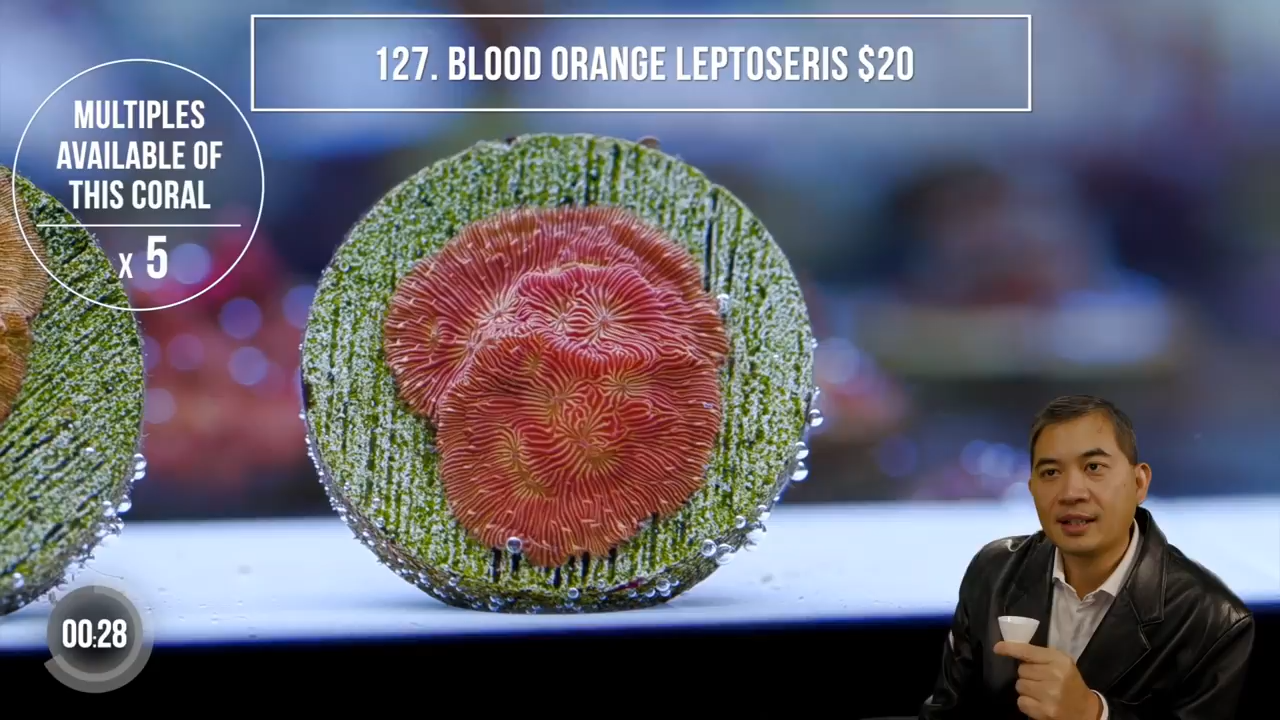 127. BLOOD ORANGE LEPTOSERIS $20
MULTIPLES
AVAILABLE OF
THIS CORAL
x 5
00:28